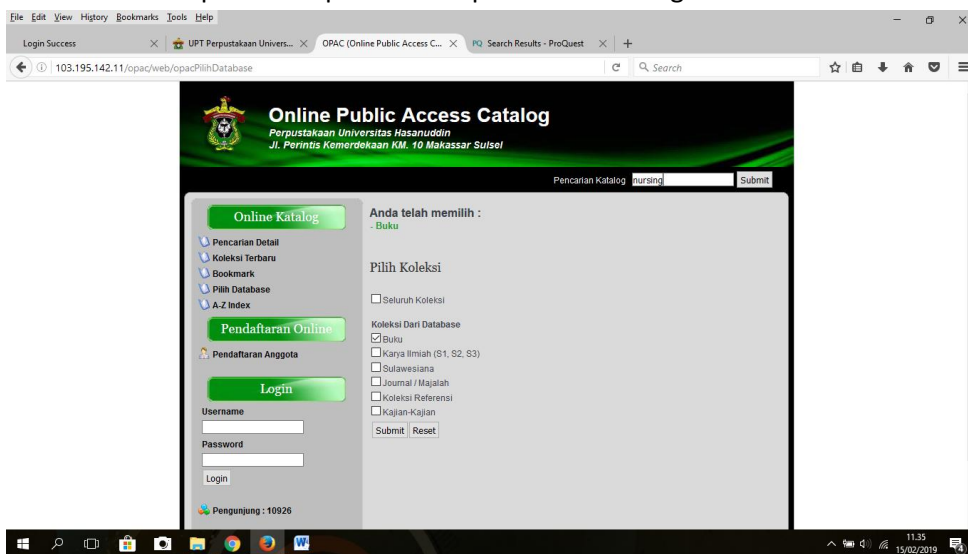 File Edit View History Bookmarks Tools Help
Login Success
UPT Perpustakaan Univers...
OPAC (Online Public Access C...
PQ Search Results - ProQuest
103.195.142.11/opac/web/opacPilihDatabase
Search
Online Public Access Catalog
Perpustakaan Universitas Hasanuddin
Jl. Perintis Kemerdekaan KM. 10 Makassar Sulsel
Pencarian Katalog nursing Submit
Online Katalog
Pencarian Detail
Koleksi Terbaru
Bookmark
Pilih Database
A-Z Index
Pendaftaran Online
Pendaftaran Anggota
Login
Username
Password
Login
Pengunjung : 10926
Anda telah memilih :
- Buku
Pilih Koleksi
Seluruh Koleksi
Koleksi Dari Database
Buku
Karya Ilmiah (S1, S2, S3)
Sulawesiana
Journal / Majalah
Koleksi Referensi
Kajian-Kajian
Submit Reset
11.35
15/02/2019